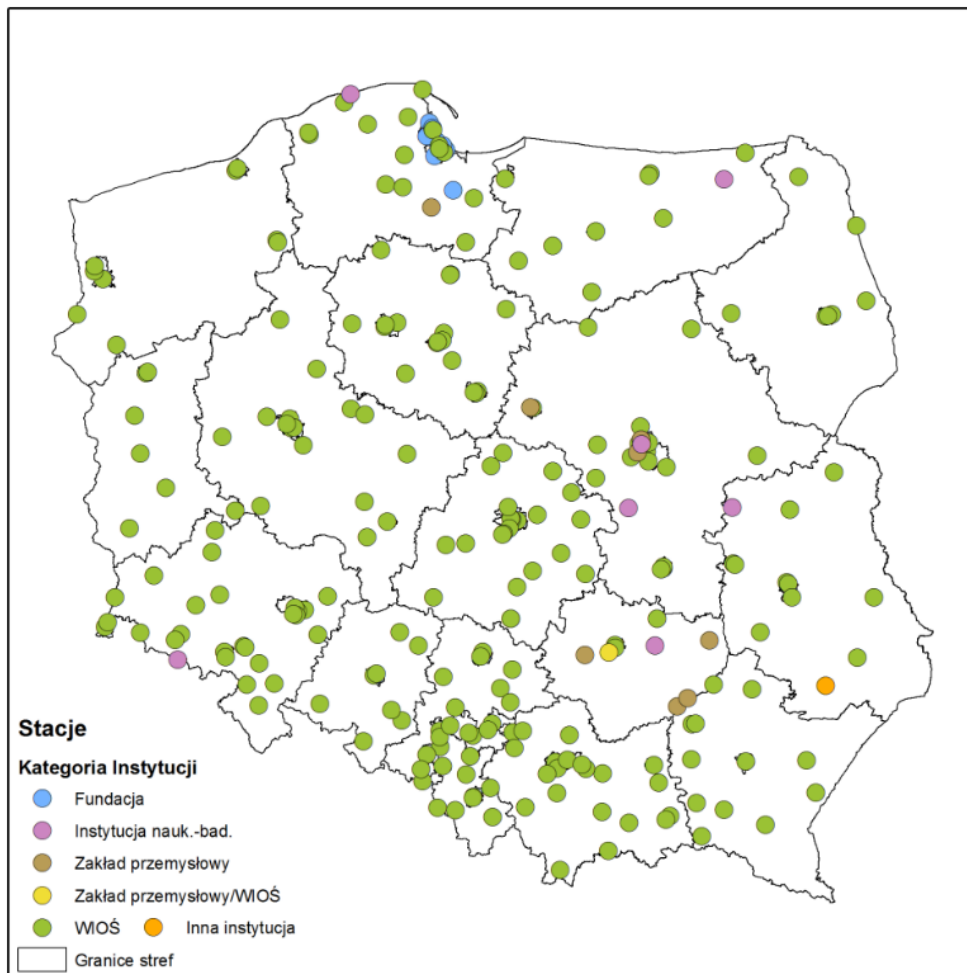 Stacje
Kategoria Instytucji
Fundacja
Instytucja nauk.-bad.
Zakład przemysłowy
Zakład przemysłowy/WIOŚ
WIOŚ Inna instytucja
Granice stref